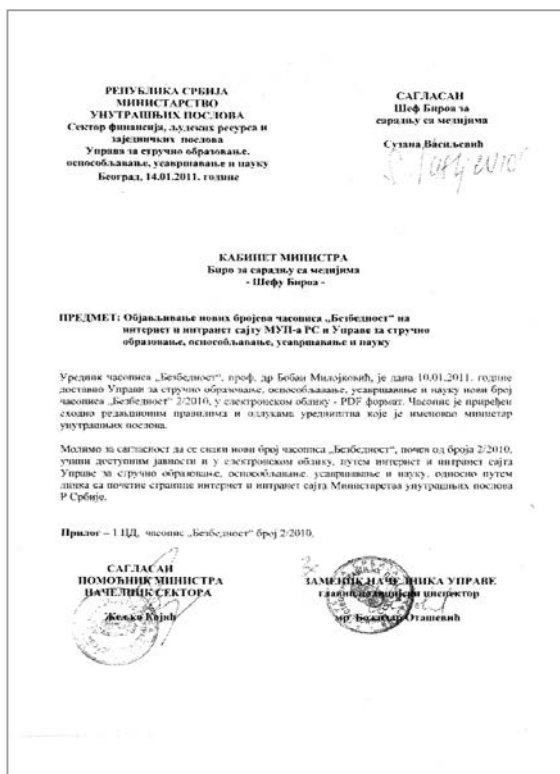 РЕПУБЛИКА СРБИЈА
МИНИСТАРСТВО
УНУТРАШЊИХ ПОСЛОВА
Сектор финансија, људских ресурса и
заједничких послова
Управа за стручно образовање,
оспособљавање, усавршавање и науку
Београд, 14.01.2011. године
САГЛАСАН
Шеф Бироа за
сарадњу са медијима
Сузана Васиљевић
КАБИНЕТ МИНИСТРА
Биро за сарадњу са медијима
- Шефу Бироа -
ПРЕДМЕТ: Објављивање нових бројева часописа „Безбедност“ на
интернет и интранет сајту МУП-а РС и Управе за стручно
образовање, оспособљавање, усавршавање и науку
Уредник часописа „Безбедност“, проф. др Бобан Милојковић, је дана 10.01.2011. године
доставио Управи за стручно образовање, оспособљавање, усавршавање и науку нови број
часописа „Безбедност“ 2/2010, у електронском облику - PDF формат. Часопис је приређен
сходно редакционим правилима и одлукама уредништва које је именовао министар
унутрашњих послова.
Молимо за сагласност да се сваки нови број часописа „Безбедност“, почев од броја 2/2010,
учини доступним јавности и у електронском облику, путем интернет и интранет сајта
Управе за стручно образовање, оспособљавање, усавршавање и науку, односно путем
линка са почетне странице интернет и интранет сајта Министарства унутрашњих послова
Р Србије.
Прилог – 1 ЦД, часопис „Безбедност“ број 2/2010.
САГЛАСАН
ПОМОЋНИК МИНИСТРА
НАЧЕЛНИК СЕКТОРА
Жељко Којић
За
ЗАМЕНИК НАЧЕЛНИКА УПРАВЕ
главни полицијски инспектор
мр Божидар Оташевић